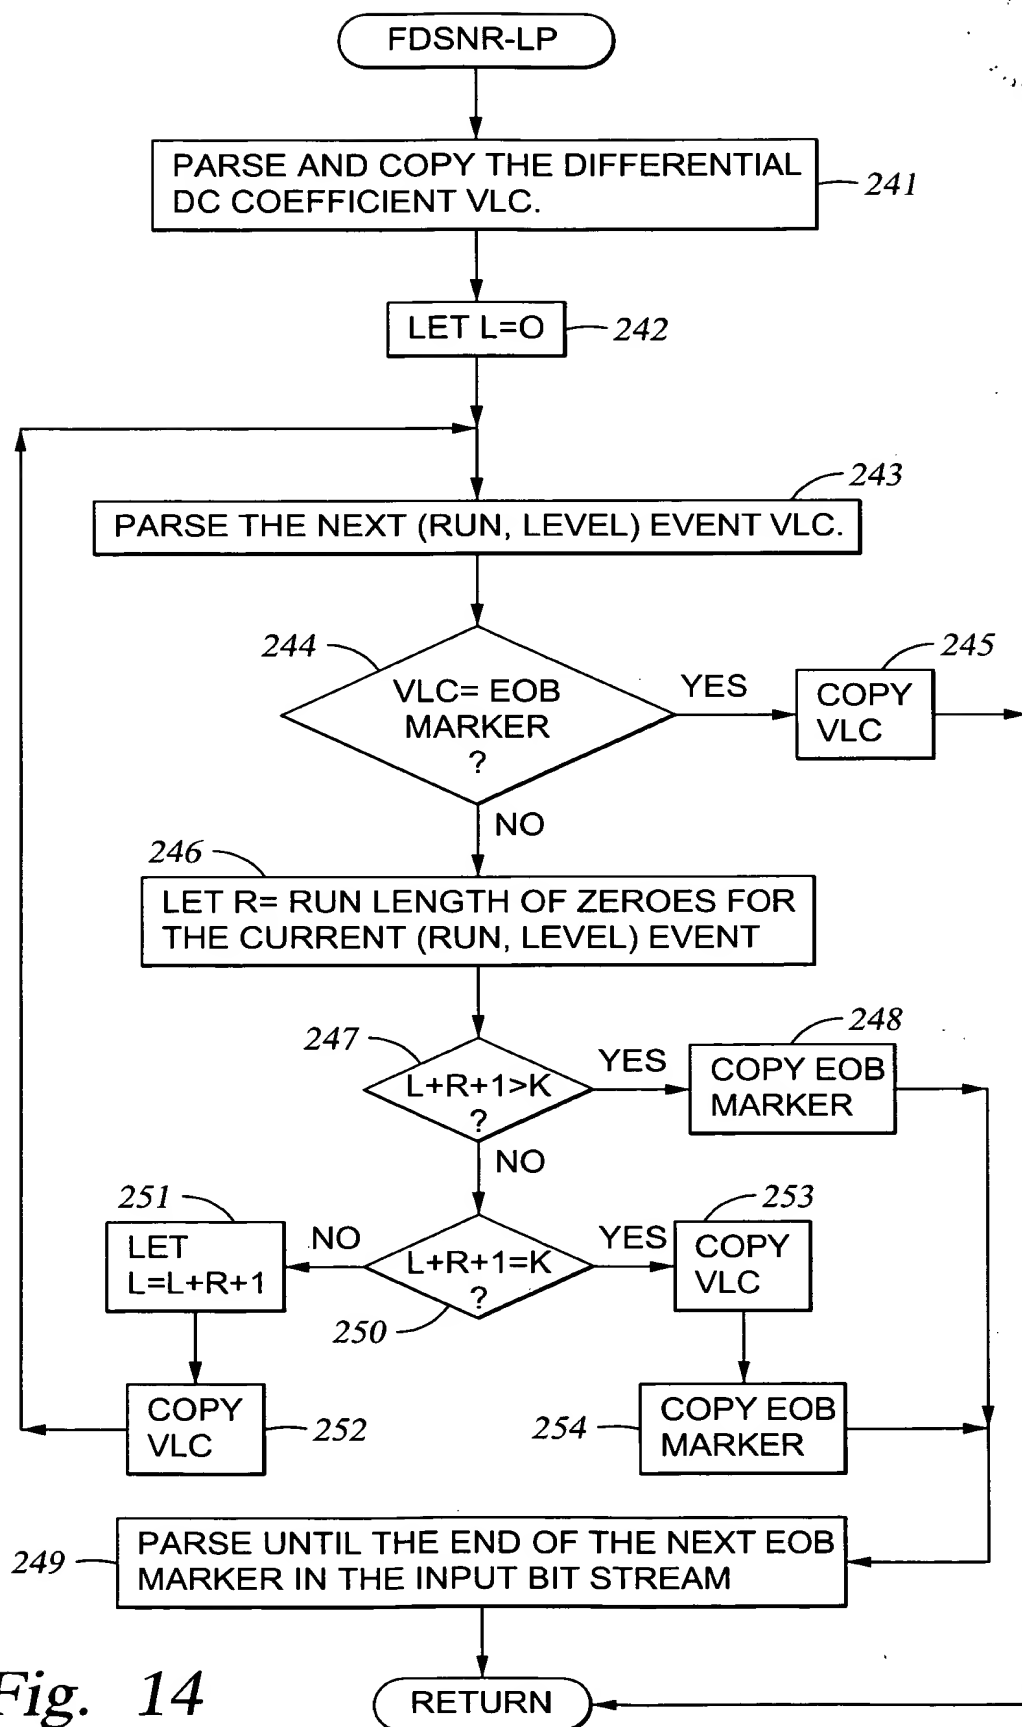 FDSNR-LP
PARSE AND COPY THE DIFFERENTIAL
DC COEFFICIENT VLC.
241
LET L=O
242
243
PARSE THE NEXT (RUN, LEVEL) EVENT VLC.
244
VLC= EOB
MARKER
?
YES
245
COPY
VLC
NO
246
LET R= RUN LENGTH OF ZEROES FOR
THE CURRENT (RUN, LEVEL) EVENT
247
L+R+1>K
?
YES
248
COPY EOB
MARKER
NO
251
LET
L=L+R+1
NO
L+R+1=K
?
250
YES
253
COPY
VLC
COPY
VLC
252
254
COPY EOB
MARKER
249
PARSE UNTIL THE END OF THE NEXT EOB
MARKER IN THE INPUT BIT STREAM
RETURN
Fig. 14